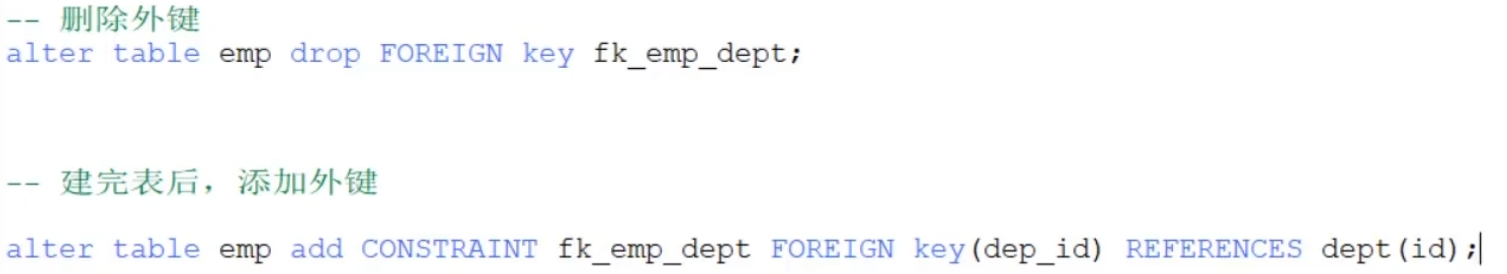 -- 删除外键
alter table emp drop FOREIGN key fk_emp_dept;
-- 建完表后，添加外键
alter table emp add CONSTRAINT fk_emp_dept FOREIGN key(dep_id) REFERENCES dept(id);